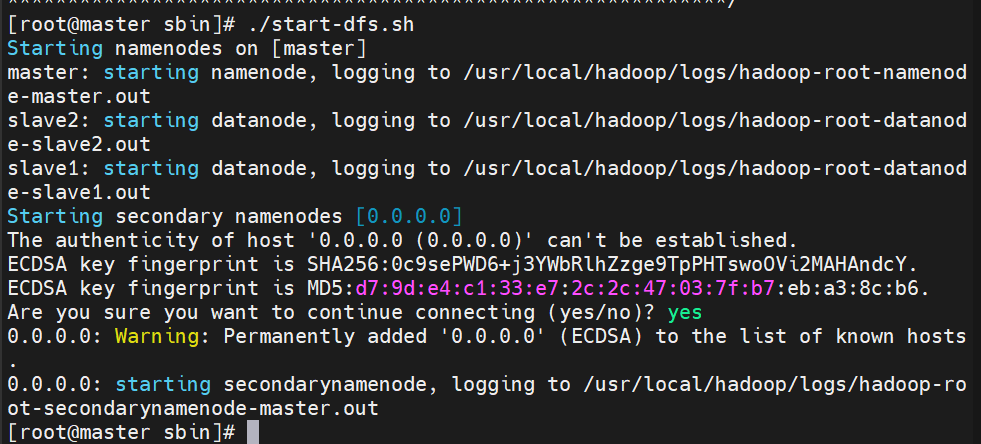 [root@master sbin]# ./start-dfs.sh
Starting namenodes on [master]
master: starting namenode, logging to /usr/local/hadoop/logs/hadoop-root-namenod
e-master.out
slave2: starting datanode, logging to /usr/local/hadoop/logs/hadoop-root-datanod
e-slave2.out
slave1: starting datanode, logging to /usr/local/hadoop/logs/hadoop-root-datanod
e-slave1.out
Starting secondary namenodes [0.0.0.0]
The authenticity of host '0.0.0.0 (0.0.0.0)' can't be established.
ECDSA key fingerprint is SHA256:0c9sePWD6+j3YWbRlhZzge9TpPHTswoOVi2MAHAndcY.
ECDSA key fingerprint is MD5:d7:9d:e4:c1:33:e7:2c:2c:47:03:7f:b7:eb:a3:8c:b6.
Are you sure you want to continue connecting (yes/no)? yes
0.0.0.0: Warning: Permanently added '0.0.0.0' (ECDSA) to the list of known hosts
.
0.0.0.0: starting secondarynamenode, logging to /usr/local/hadoop/logs/hadoop-ro
ot-secondarynamenode-master.out
[root@master sbin]#